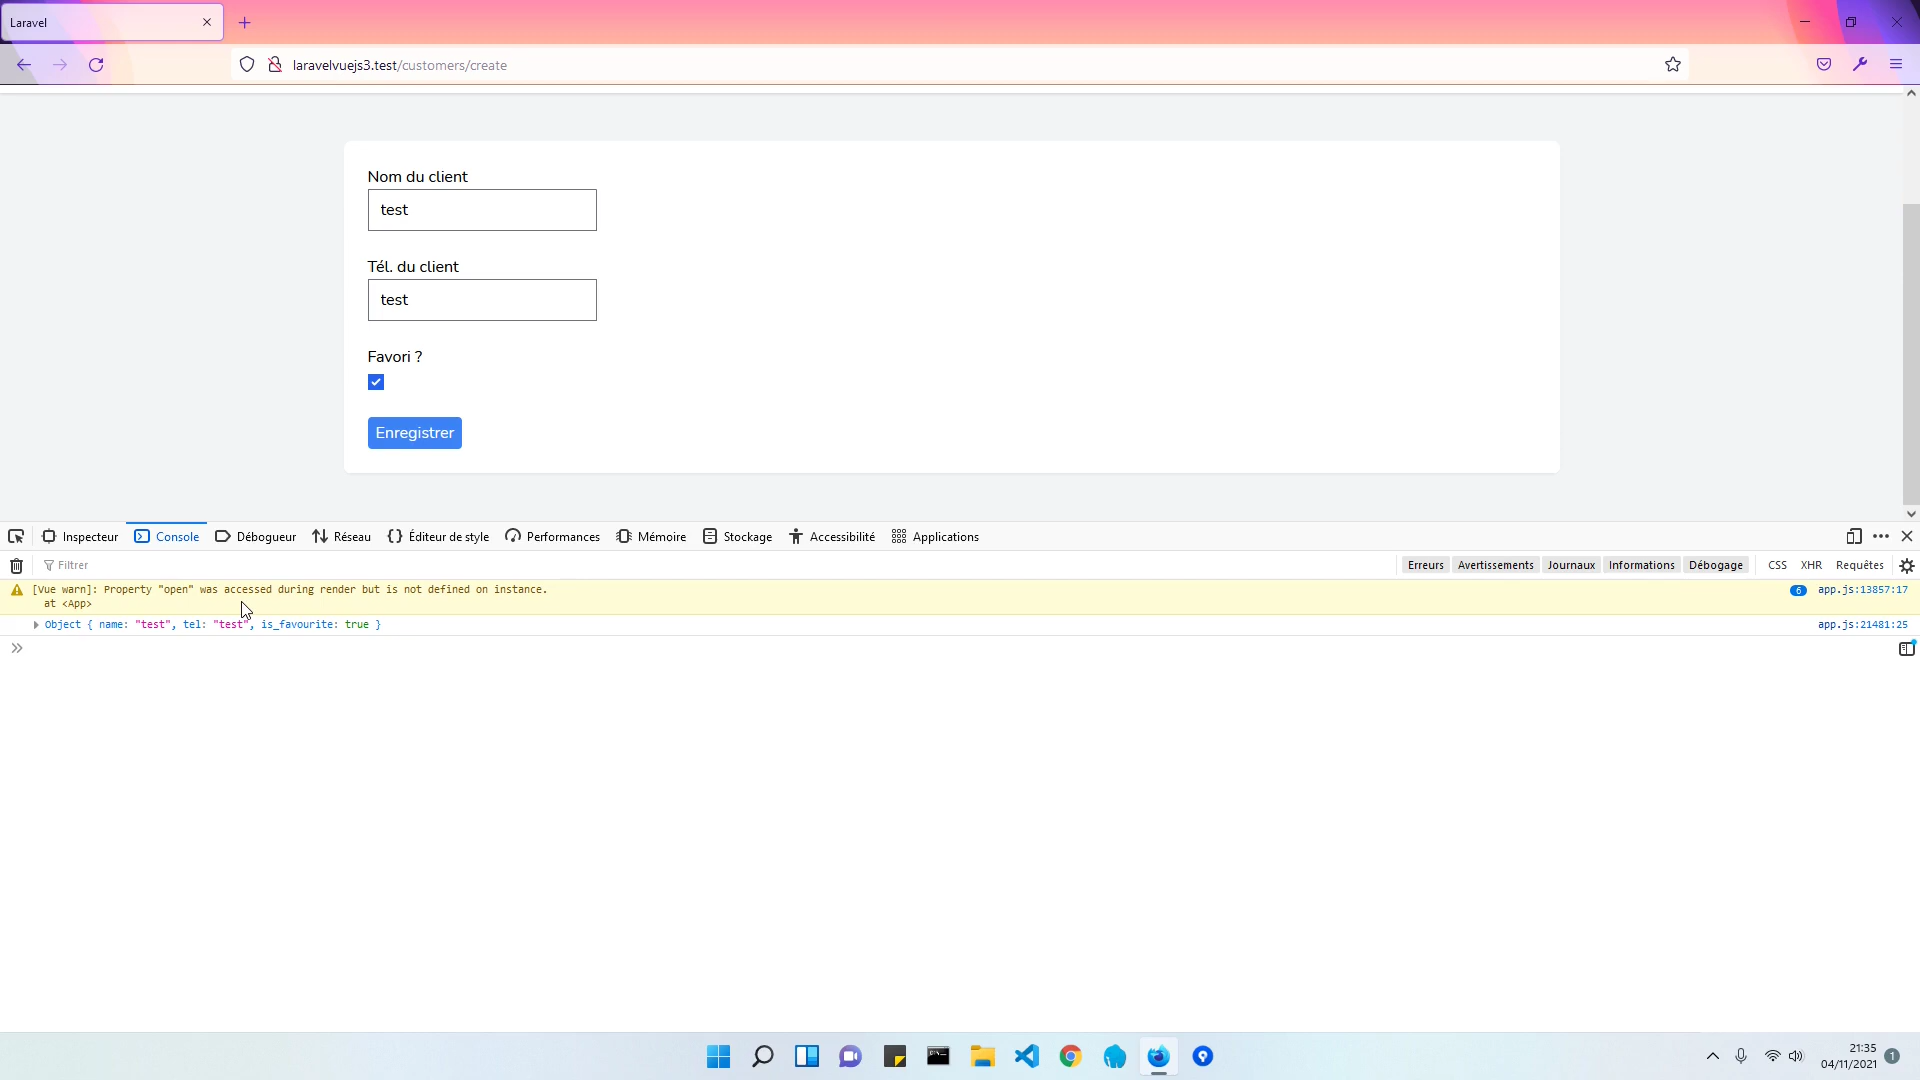 Laravel
laravelvuejs3.test/customers/create
Nom du client
test
Tél. du client
test
Favori ?
Enregistrer
Inspecteur Console Débogueur Réseau Éditeur de style Performances Mémoire Stockage Accessibilité Applications
Filtrer Erreurs Avertissements Journaux Informations Débogage CSS XHR Requêtes
[Vue warn]: Property "open" was accessed during render but is not defined on instance. 6 app.js:13857:17
at <App>
Object { name: "test", tel: "test", is_favourite: true } app.js:21481:25
21:35
04/11/2021 1